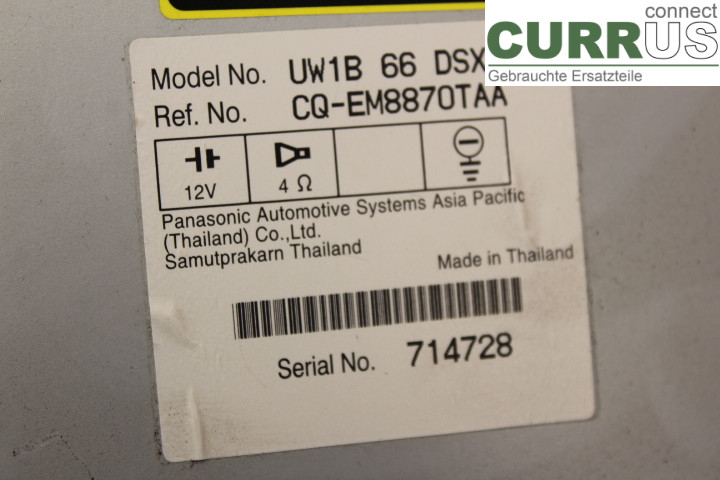 connect
CURRUS
Gebrauchte Ersatzteile
Model No. UW1B 66 DSX
Ref. No. CQ-EM8870TAA
12V
4 Ω
Panasonic Automotive Systems Asia Pacific
(Thailand) Co.,Ltd.
Samutprakarn Thailand
Made in Thailand
Serial No. 714728